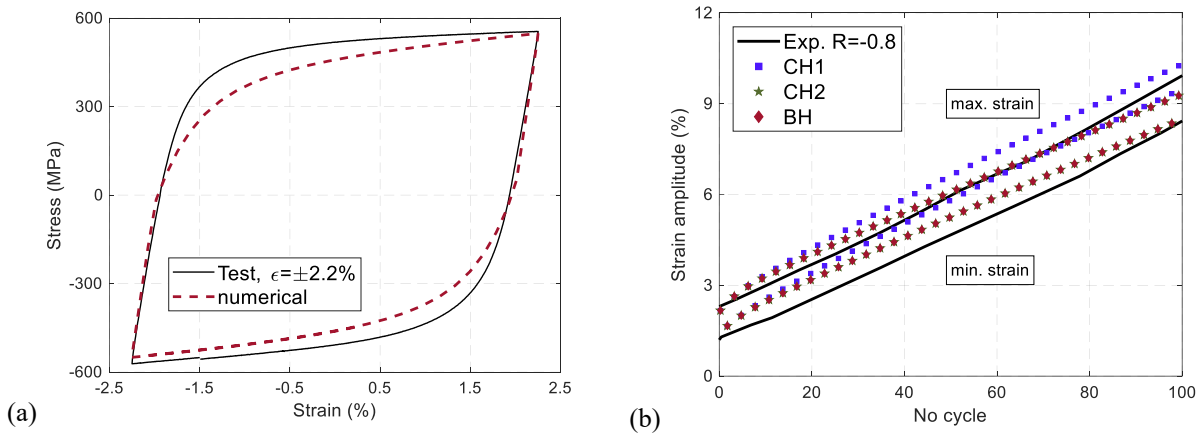 600
300
0
-300
-600
-2.5
-1.5
-0.5
0.5
1.5
2.5
Stress (MPa)
Strain (%)
Test, ϵ=±2.2%
numerical
(a)
12
9
6
3
0
0
20
40
60
80
100
Strain amplitude (%)
No cycle
Exp. R=-0.8
CH1
CH2
BH
max. strain
min. strain
(b)